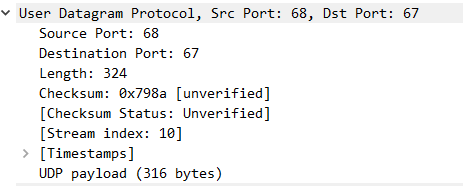 User Datagram Protocol, Src Port: 68, Dst Port: 67
Source Port: 68
Destination Port: 67
Length: 324
Checksum: 0x798a [unverified]
[Checksum Status: Unverified]
[Stream index: 10]
[Timestamps]
UDP payload (316 bytes)